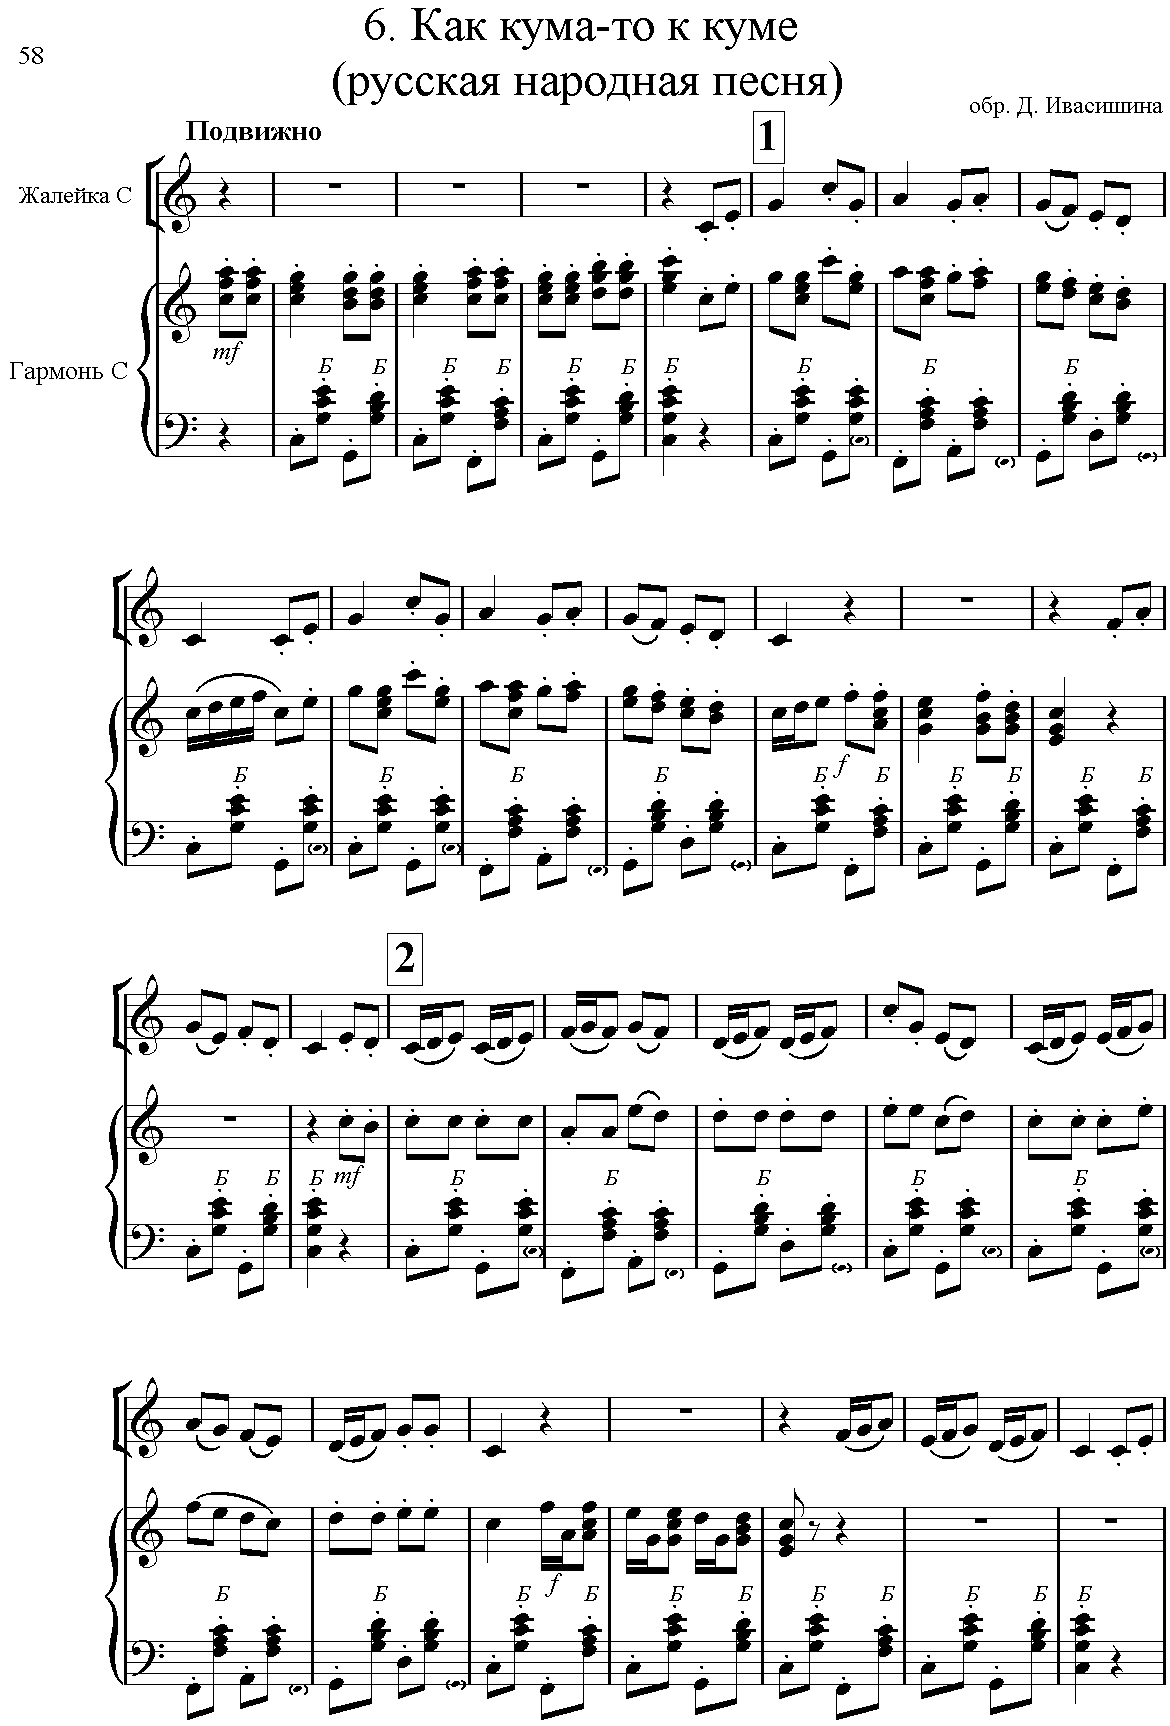 6. Как кума-то к куме
58
(русская народная песня)
обр. Д. Ивасишина
Подвижно
1
Жалейка С
mf
Гармонь С
Б Б Б Б Б Б Б Б Б Б
f
Б Б Б Б Б Б Б Б Б Б
2
mf
Б Б Б Б Б Б Б Б
f
Б Б Б Б Б Б Б Б Б Б Б